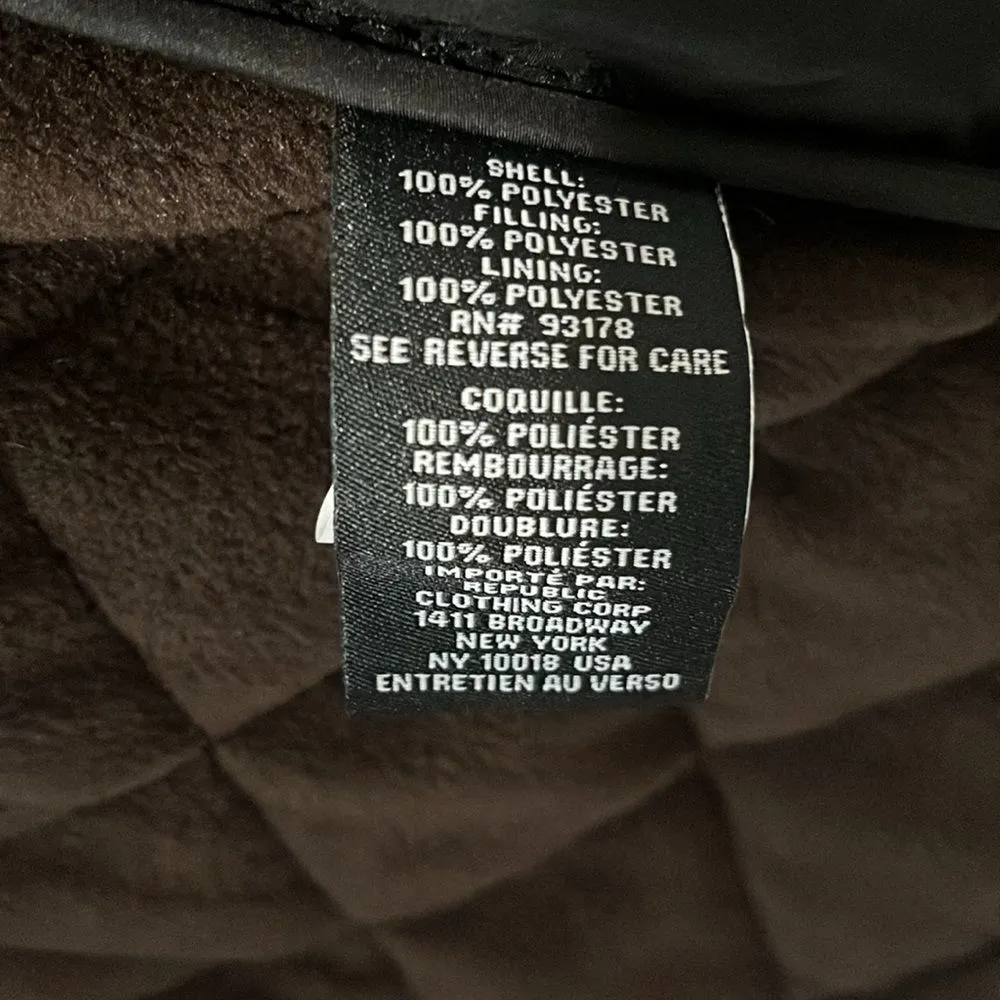 SHELL:
100% POLYESTER
FILLING:
100% POLYESTER
LINING:
100% POLYESTER
RN# 93178
SEE REVERSE FOR CARE
COQUILLE:
100% POLIÉSTER
REMBOURRAGE:
100% POLIÉSTER
DOUBLURE:
100% POLIÉSTER
IMPORTÉ PAR:
REPUBLIC
CLOTHING CORP
1411 BROADWAY
NEW YORK
NY 10018 USA
ENTRETIEN AU VERSO